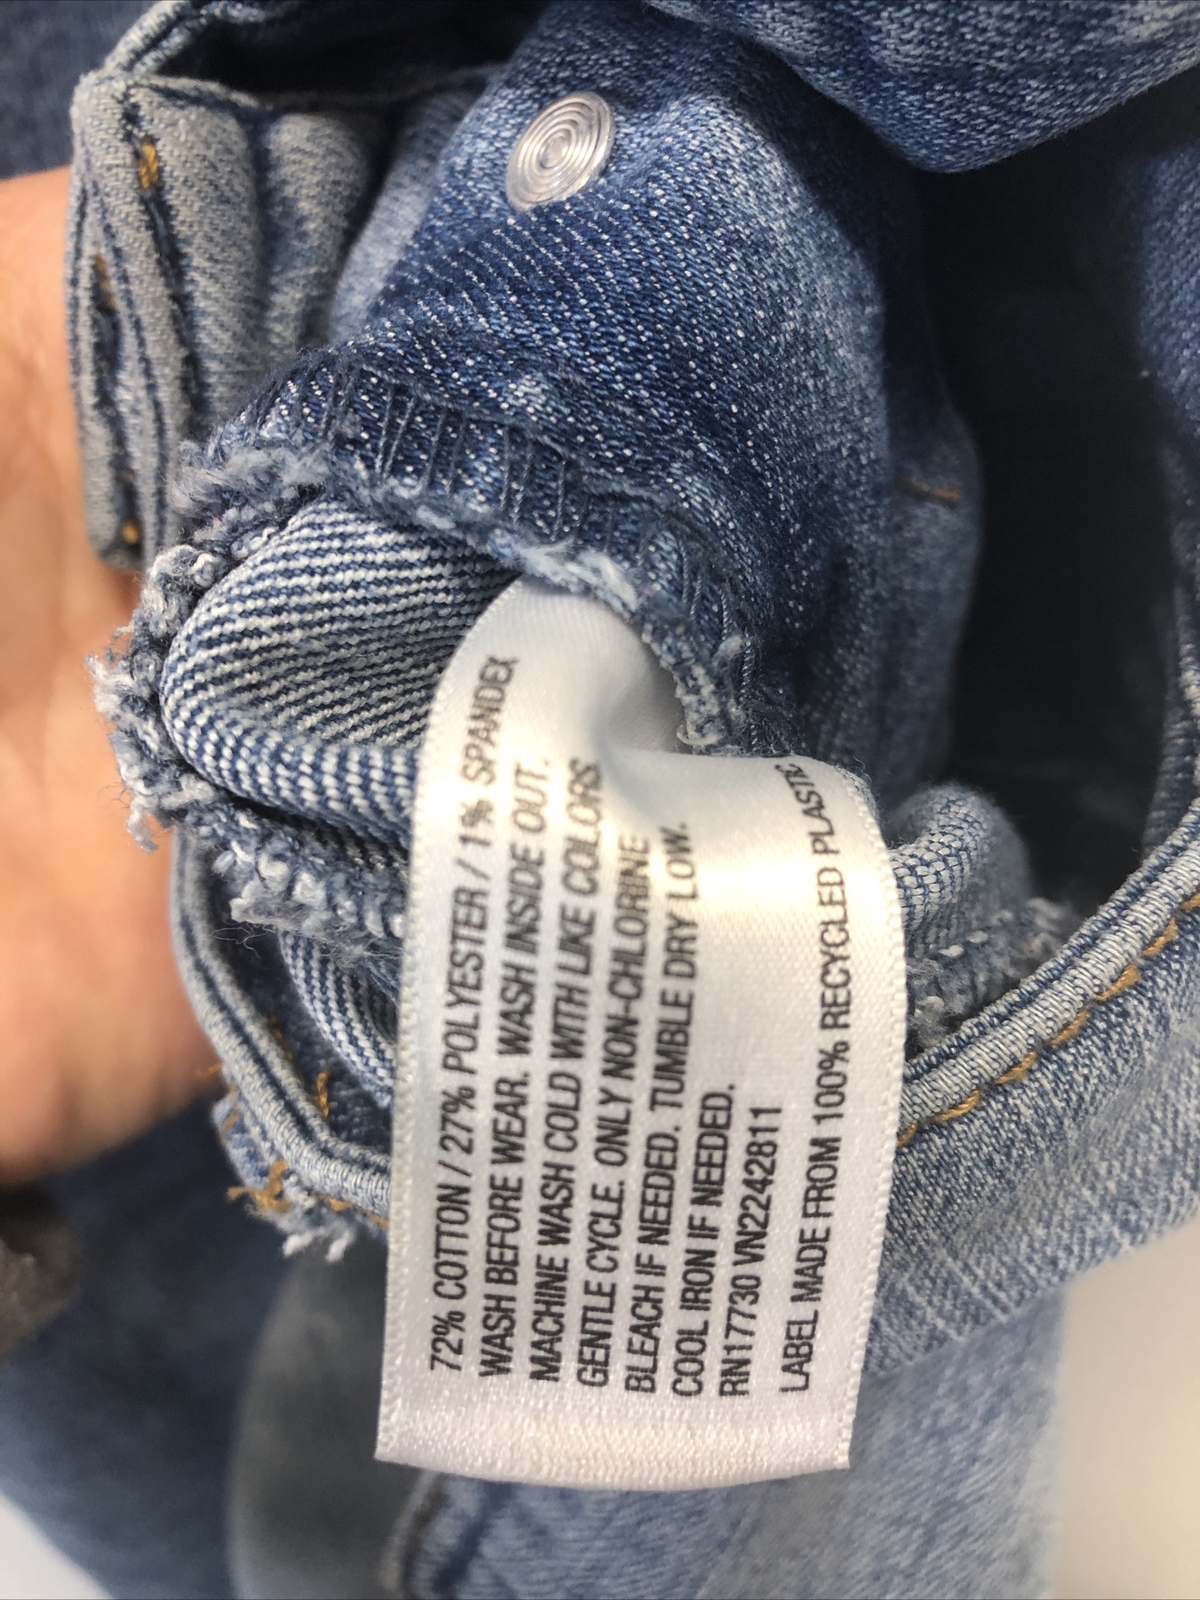 72% COTTON / 27% POLYESTER / 1% SPANDEX
WASH BEFORE WEAR. WASH INSIDE OUT.
MACHINE WASH COLD WITH LIKE COLORS.
GENTLE CYCLE. ONLY NON-CHLORINE
BLEACH IF NEEDED. TUMBLE DRY LOW.
COOL IRON IF NEEDED.
RN17730 VN2242811
LABEL MADE FROM 100% RECYCLED PLASTIC